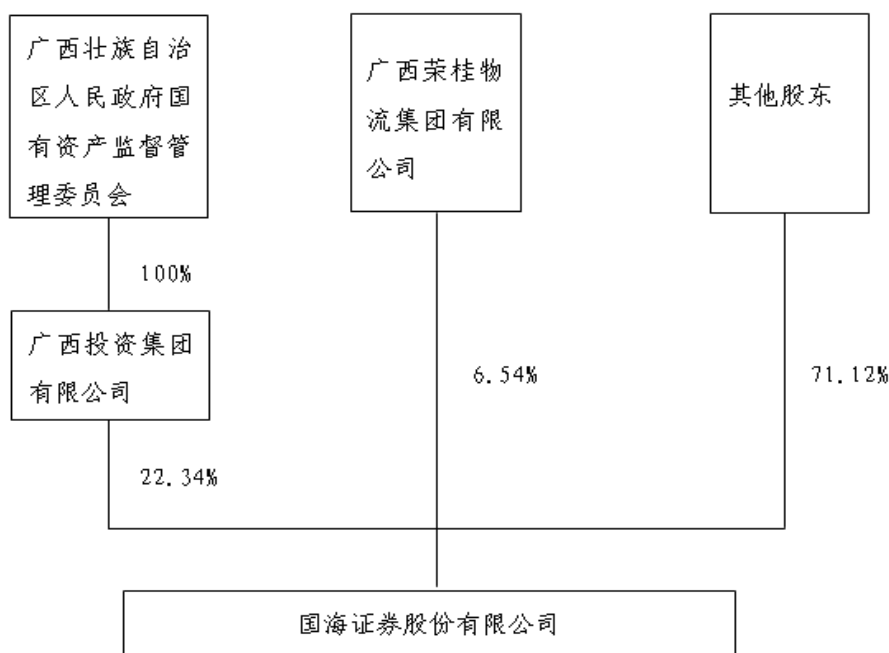 广西壮族自治
区人民政府国
有资产监督管
理委员会
广西荣桂物
流集团有限
公司
其他股东
100%
广西投资集团
有限公司
6.54%
71.12%
22.34%
国海证券股份有限公司